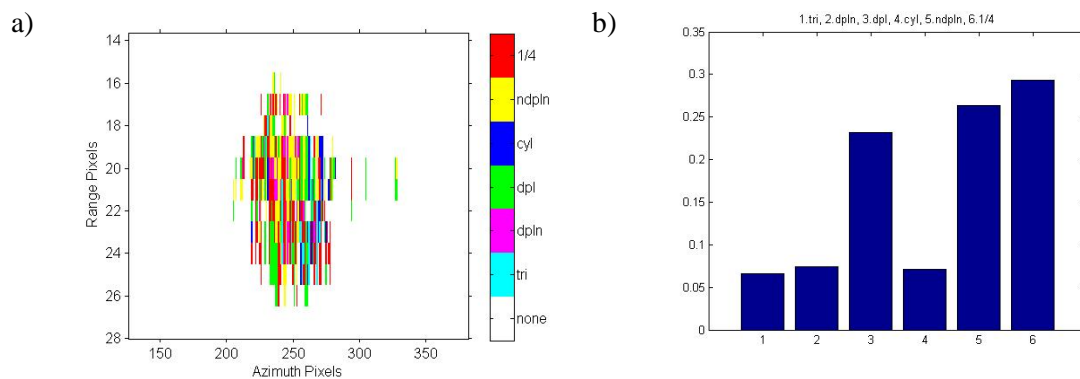 a)
14
16
18
20
22
24
26
28
Range Pixels
150 200 250 300 350
Azimuth Pixels
1/4
ndpln
cyl
dpl
dpln
tri
none
b)
1.tri, 2.dpln, 3.dpl, 4.cyl, 5.ndpln, 6.1/4
0.35
0.3
0.25
0.2
0.15
0.1
0.05
0
1 2 3 4 5 6